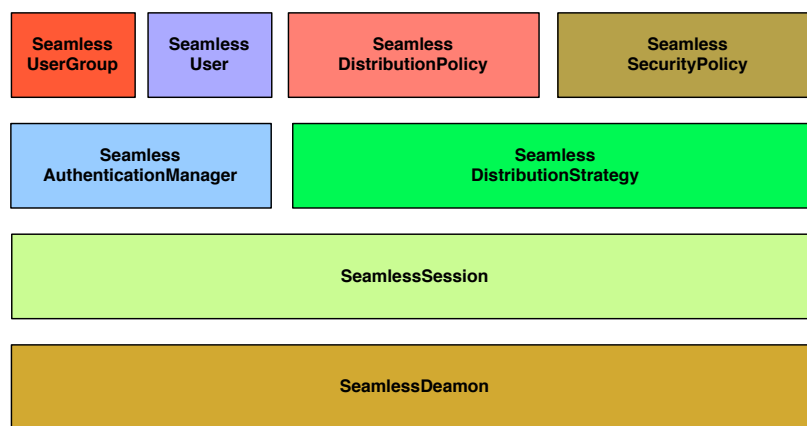 Seamless
UserGroup
Seamless
User
Seamless
DistributionPolicy
Seamless
SecurityPolicy
Seamless
AuthenticationManager
Seamless
DistributionStrategy
SeamlessSession
SeamlessDeamon